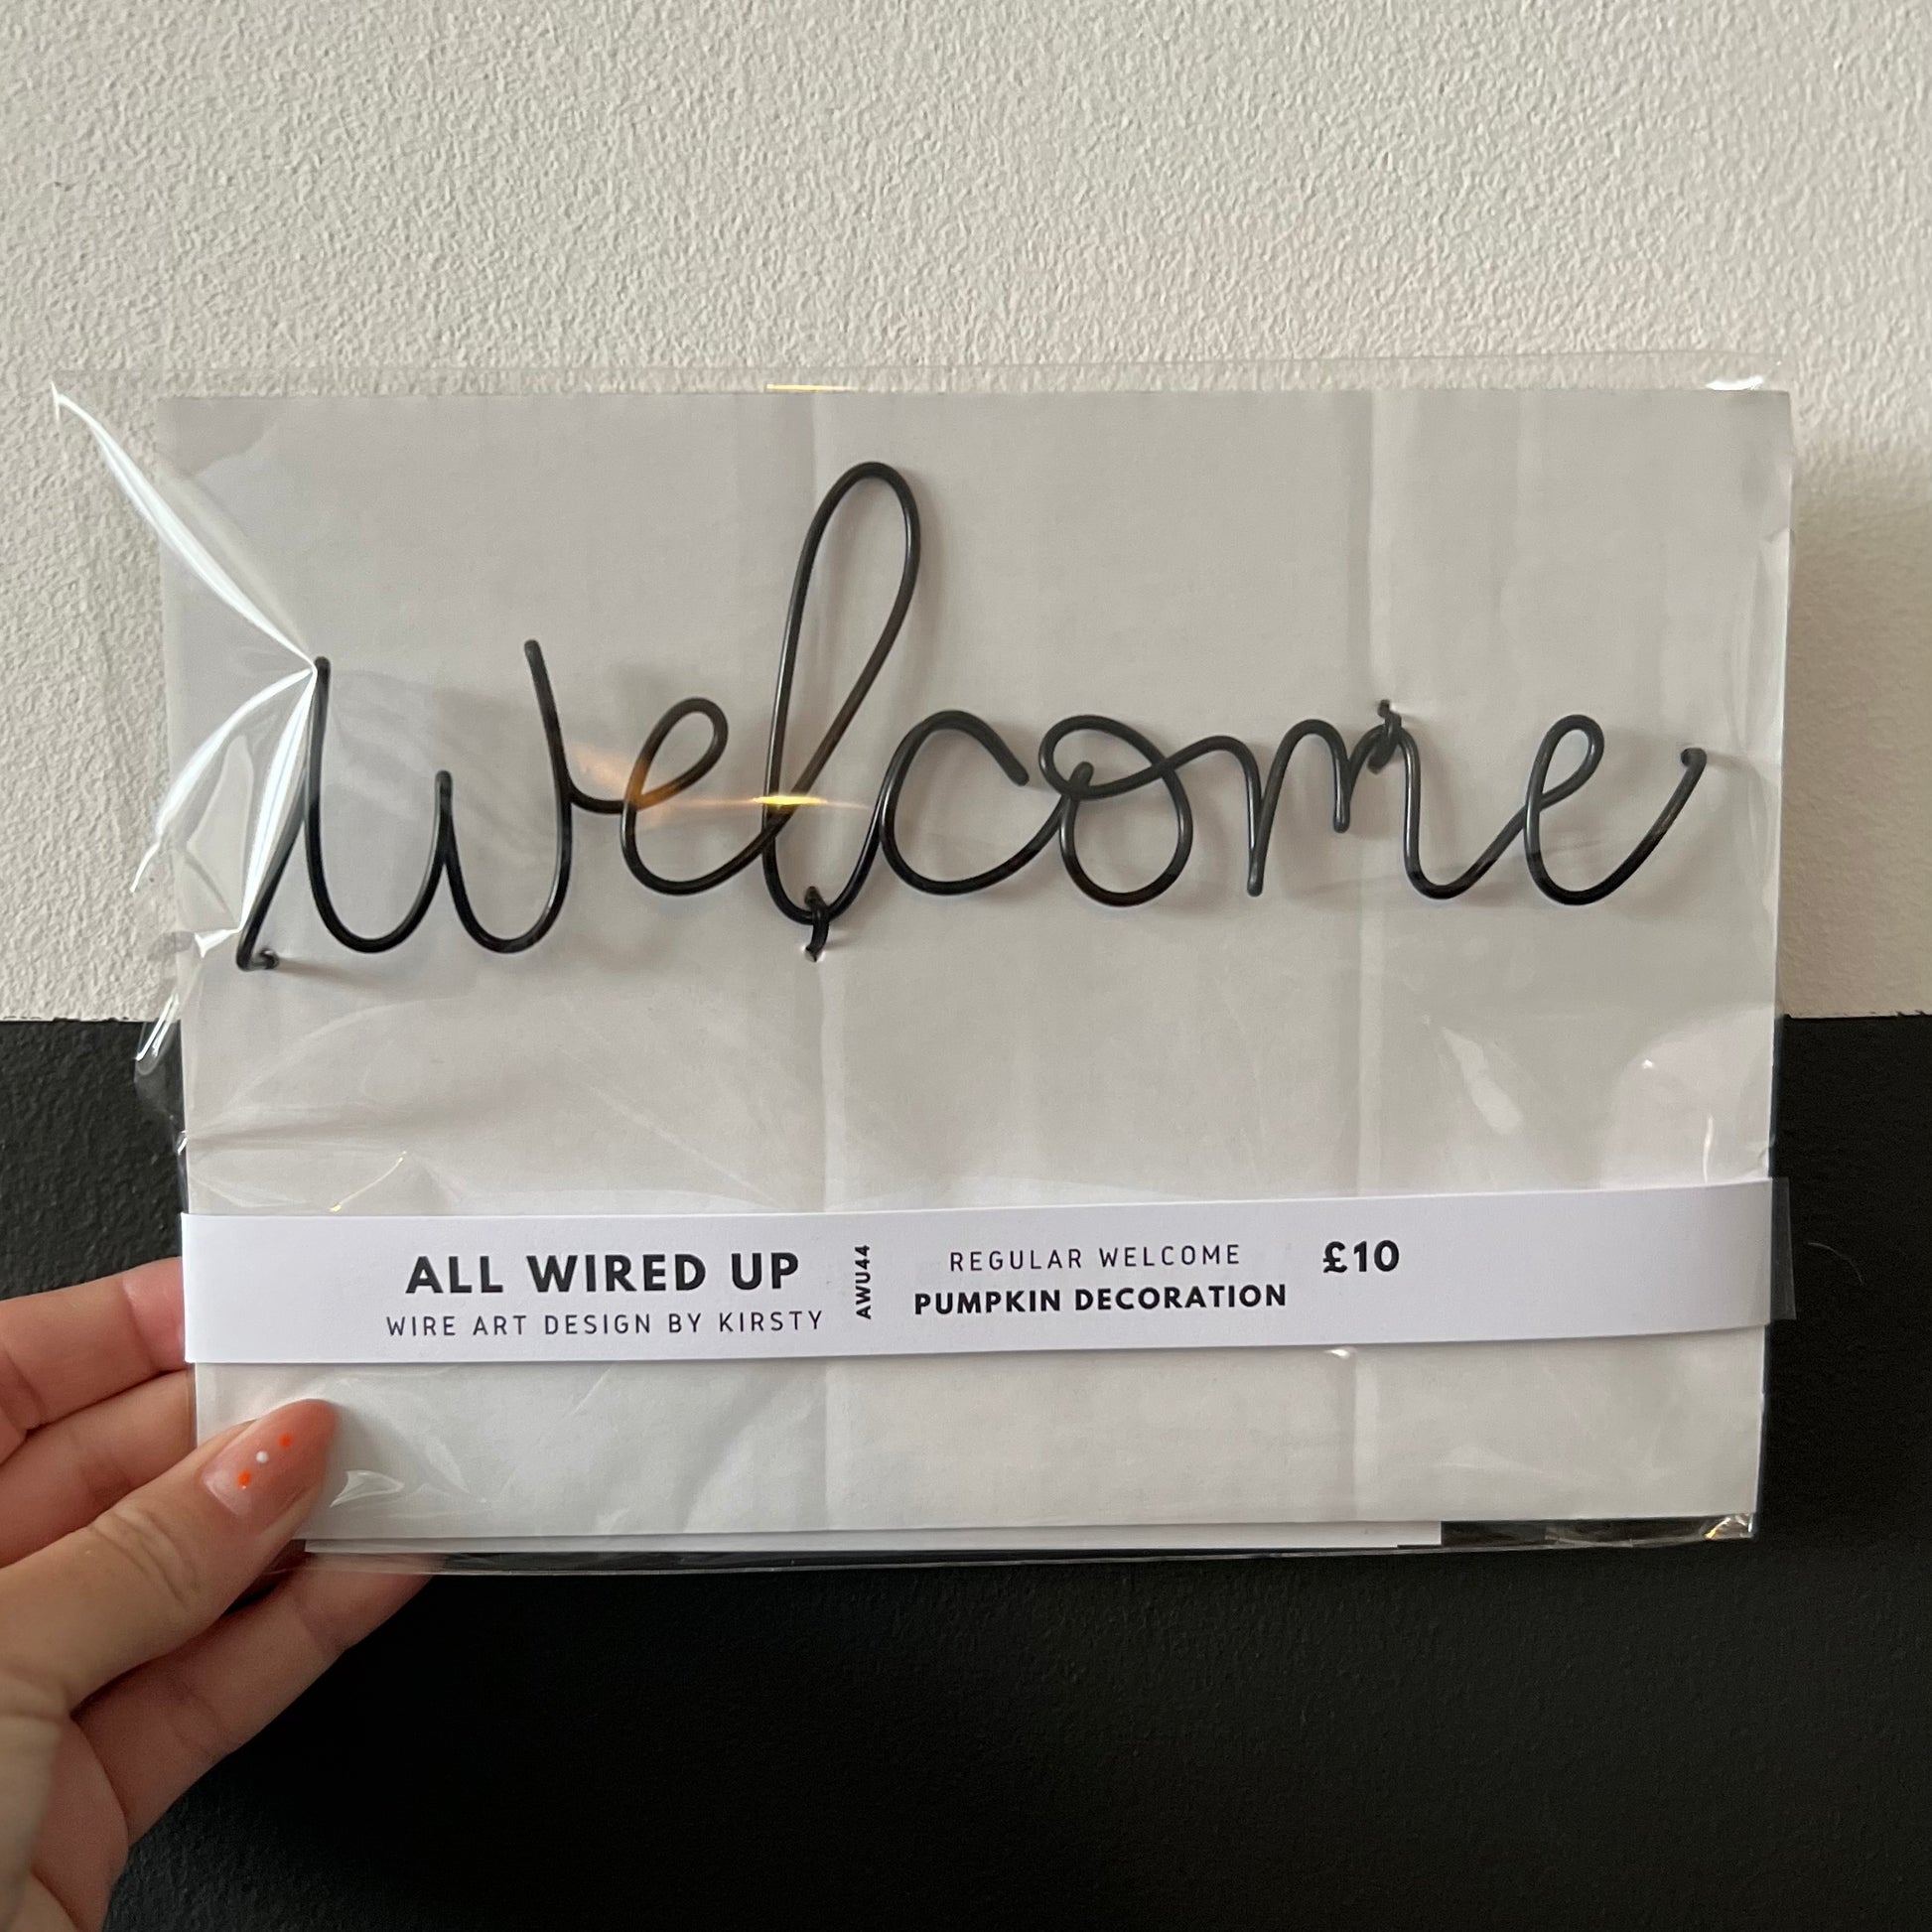 welcome
ALL WIRED UP
WIRE ART DESIGN BY KIRSTY
AWU44
REGULAR WELCOME
PUMPKIN DECORATION
£10